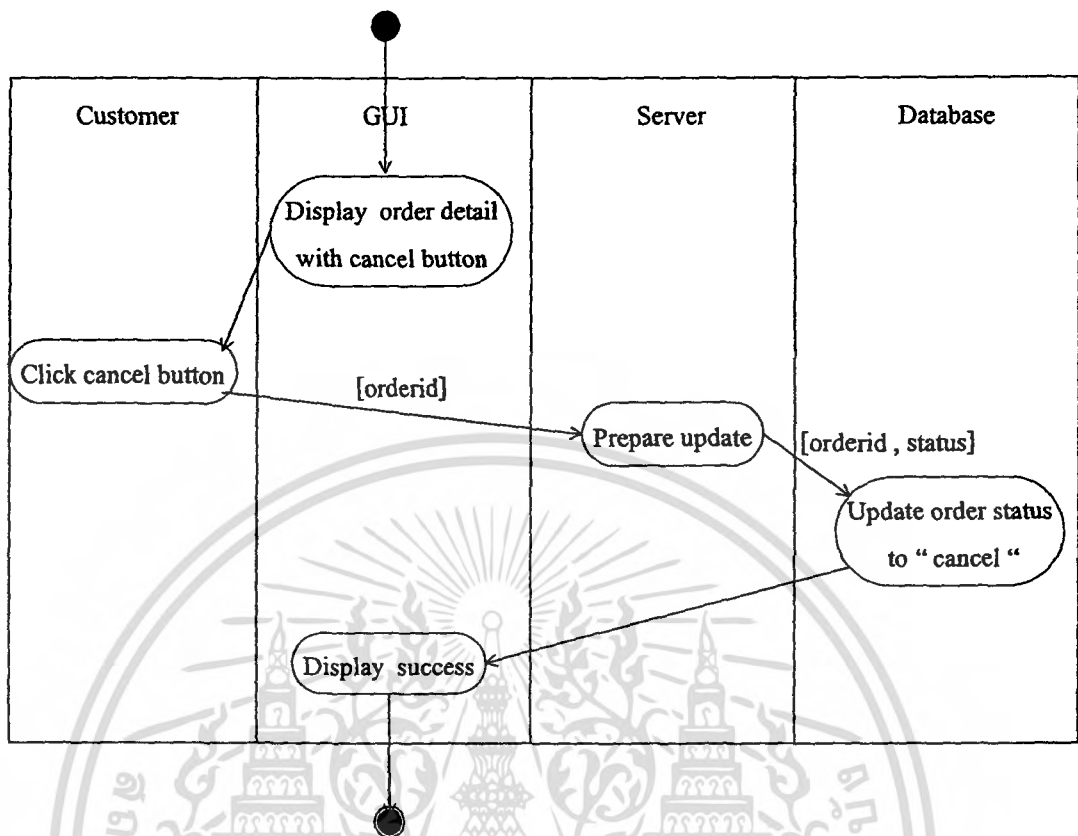 Customer
GUI
Server
Database
Display order detail
with cancel button
Click cancel button
[orderid]
Prepare update
[orderid , status]
Update order status
to “ cancel “
Display success